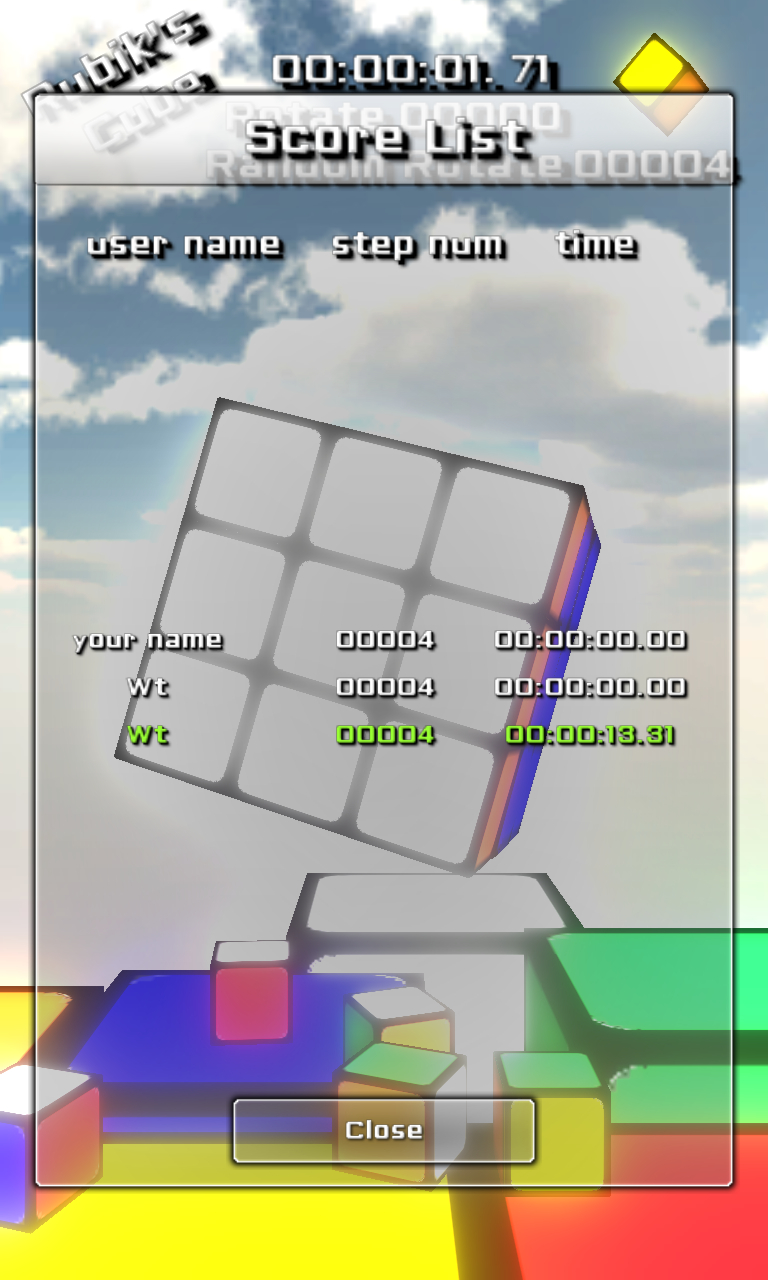 Rubik's
Cube
00:00:01. 71
Rotate 00000
Random Rotate 00004
Score List
user name step num time
your name 00004 00:00:00.00
Wt 00004 00:00:00.00
Wt 00004 00:00:13.31
Close